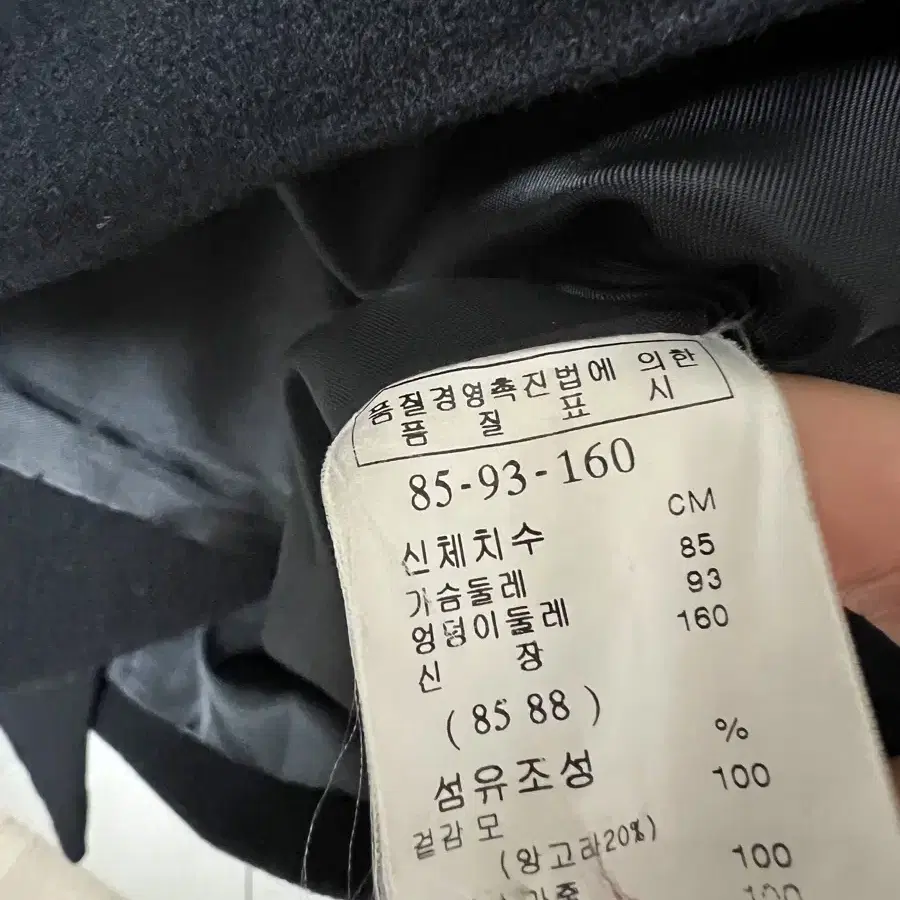 품질경영촉진법에 의한
품 질 표 시
85-93-160
CM
신체치수 85
가슴둘레 93
엉덩이둘레 160
신 장
( 85 88 )
%
섬유조성 100
겉감 모
(앙고라20%)
100
100